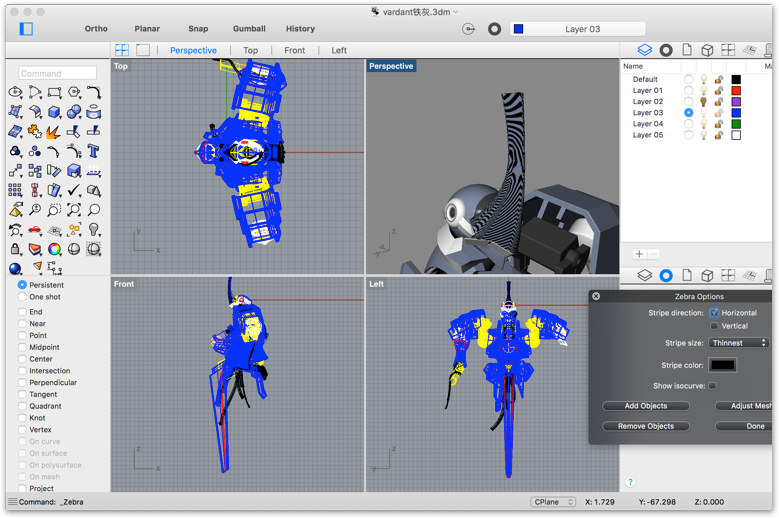 vardant铁灰.3dm
Ortho Planar Snap Gumball History Layer 03
Perspective Top Front Left
Command
Top
Perspective
Name Ma
Default
Layer 01
Layer 02
Layer 03
Layer 04
Layer 05
y
x
z
x
Front
Left
Persistent
One shot
End
Near
Point
Midpoint
Center
Intersection
Perpendicular
Tangent
Quadrant
Knot
Vertex
On curve
On surface
On polysurface
On mesh
Project
Zebra Options
Stripe direction: Horizontal
Vertical
Stripe size: Thinnest
Stripe color:
Show isocurve:
Add Objects Adjust Mesh
Remove Objects Done
z
x
z
y
?
Command: _Zebra CPlane X: 1.729 Y: -67.298 Z: 0.000